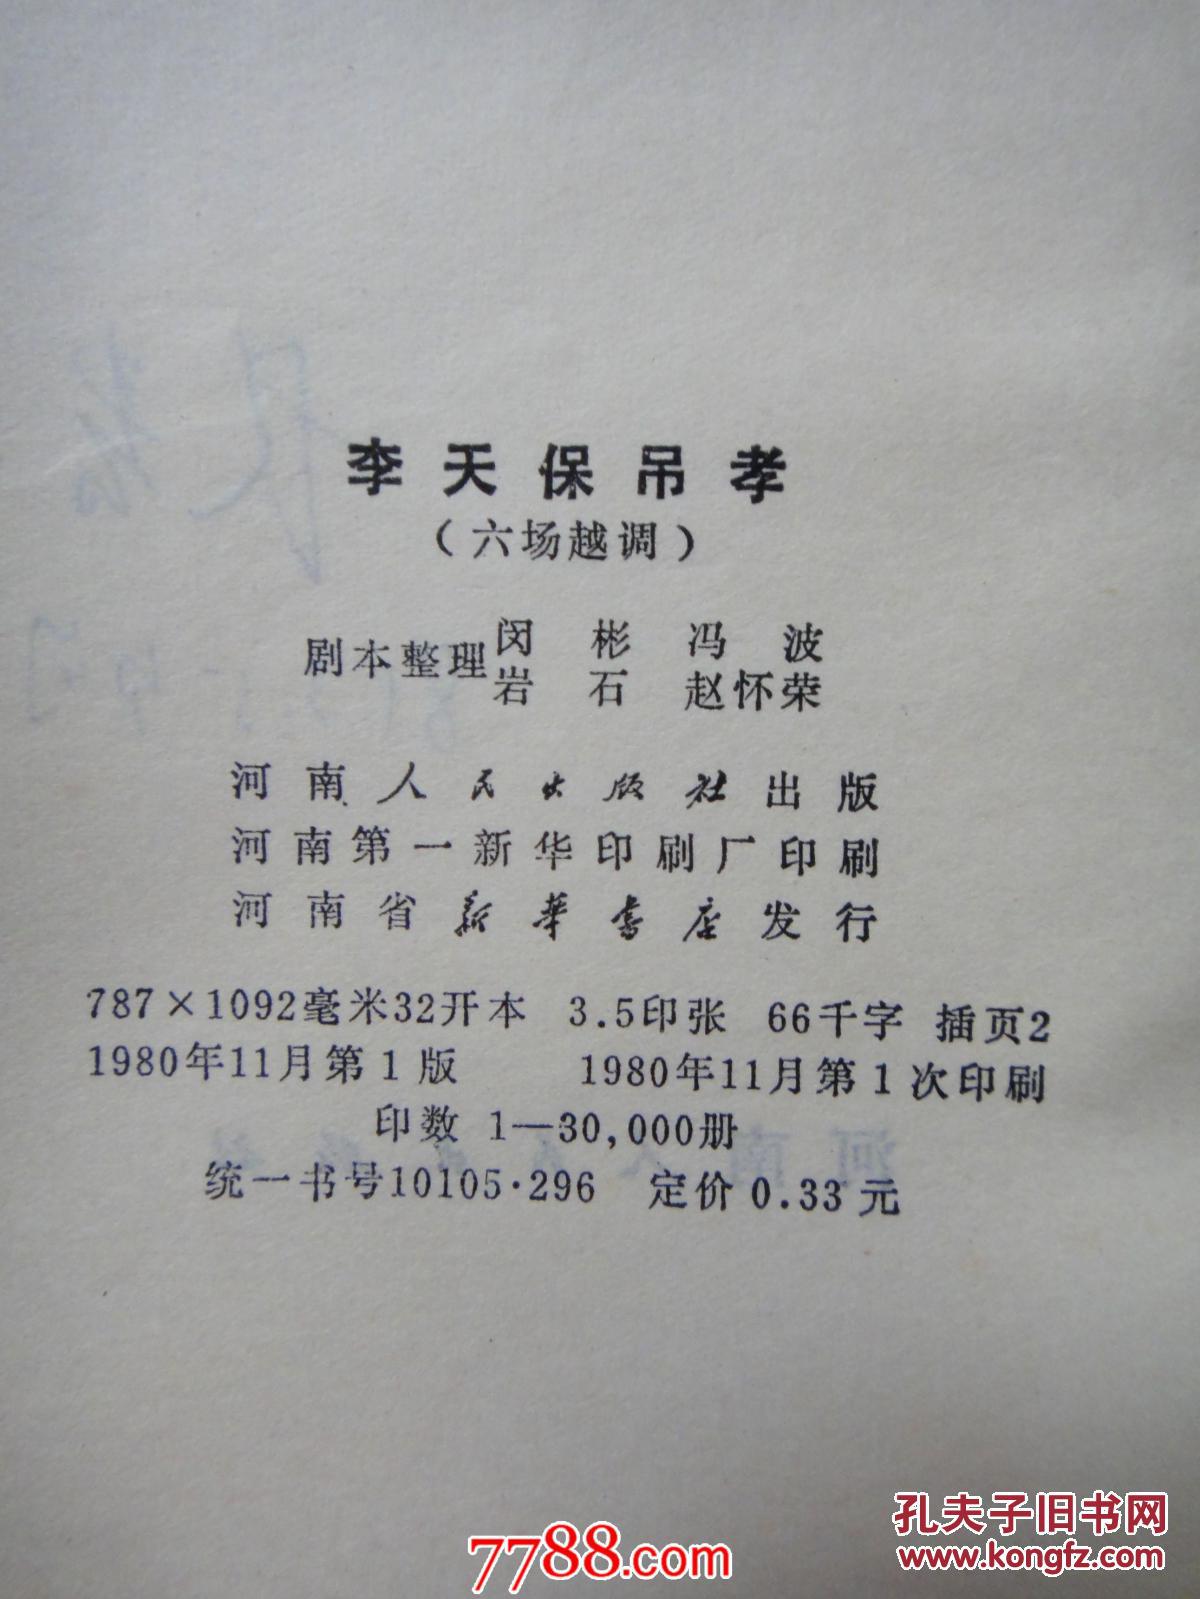 李天保吊孝
（六场越调）
剧本整理 闵 彬 冯 波
岩 石 赵怀荣
河南人民出版社出版
河南第一新华印刷厂印刷
河南省新華書店发行
787×1092毫米32开本 3.5印张 66千字 插页2
1980年11月第1版 1980年11月第1次印刷
印数 1—30,000册
统一书号10105·296 定价0.33元
孔夫子旧书网
www.kongfz.com
7788.com